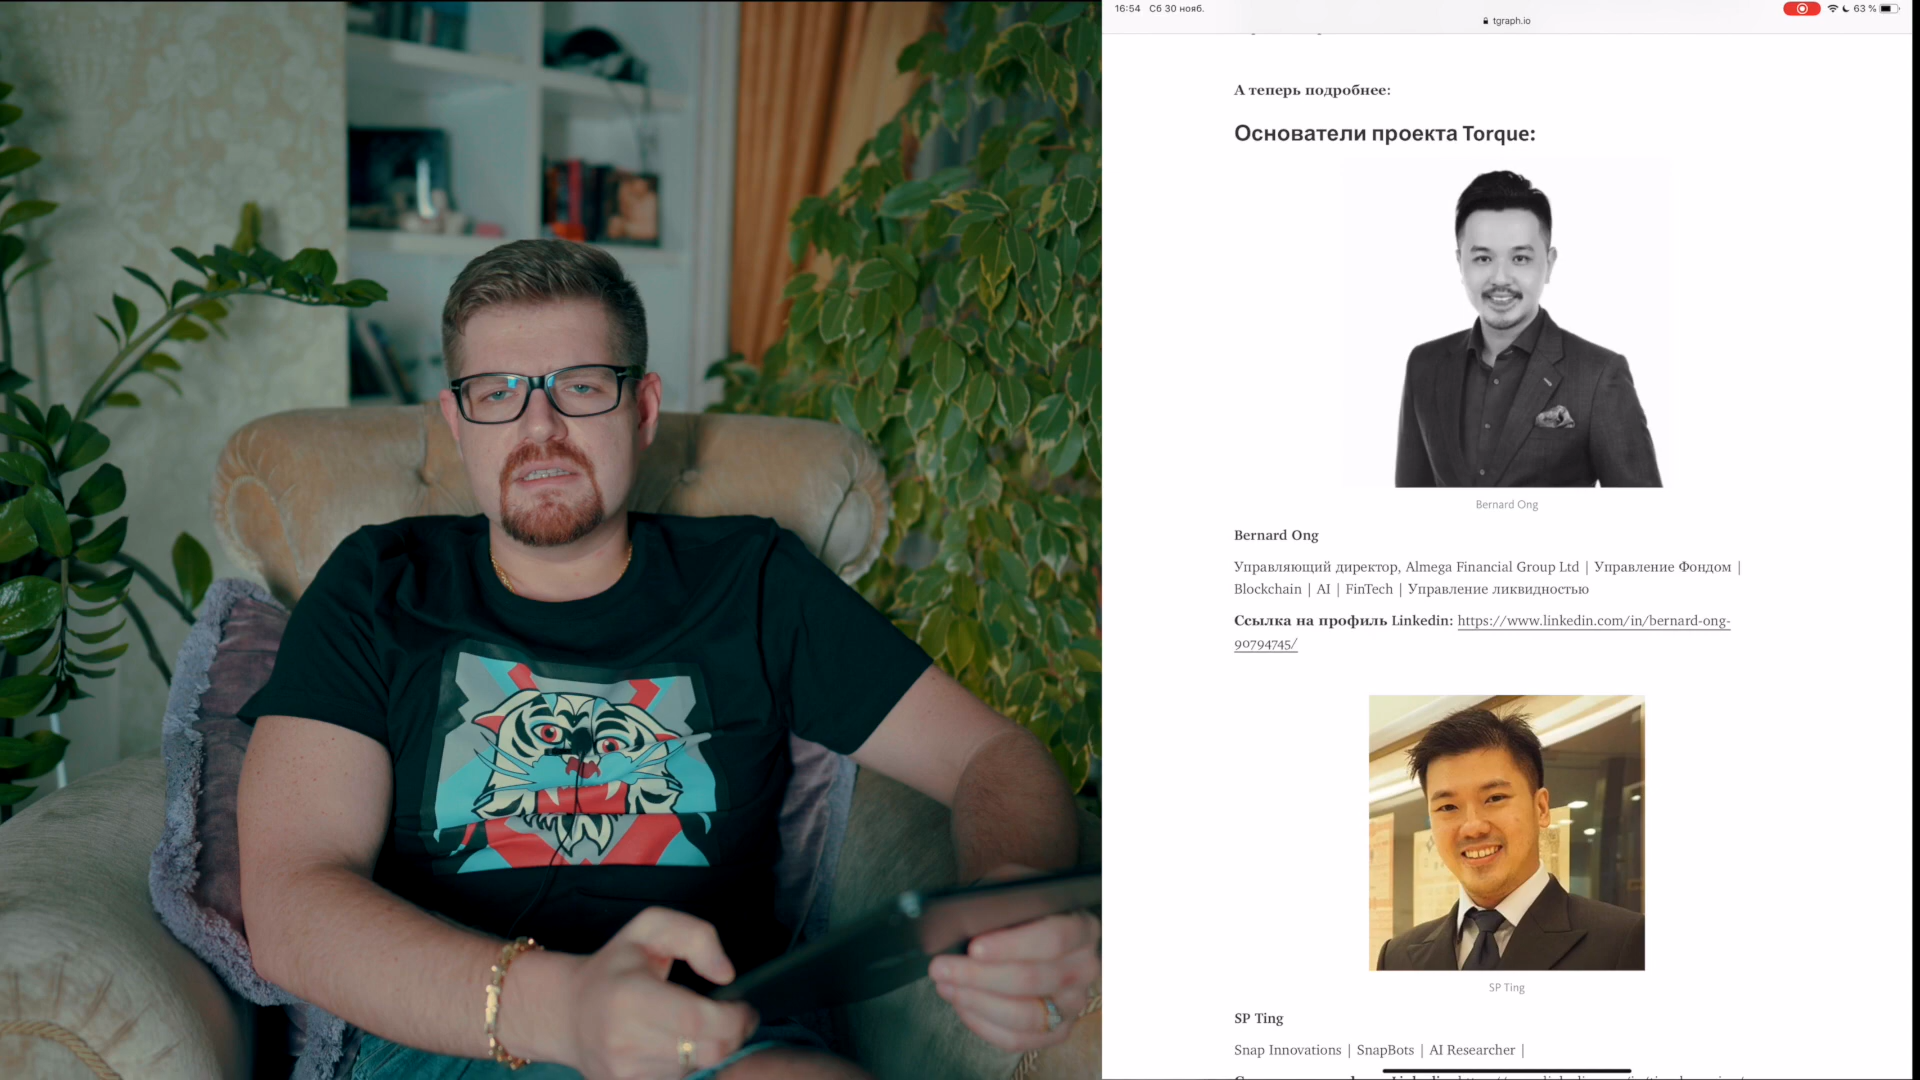 16:54 Сб 30 нояб.
63 %
tgraph.io
А теперь подробнее:
Основатели проекта Torque:
Bernard Ong
Bernard Ong
Управляющий директор, Almega Financial Group Ltd | Управление Фондом |
Blockchain | AI | FinTech | Управление ликвидностью
Ссылка на профиль Linkedin: https://www.linkedin.com/in/bernard-ong-
90794745/
SP Ting
SP Ting
Snap Innovations | SnapBots | AI Researcher |